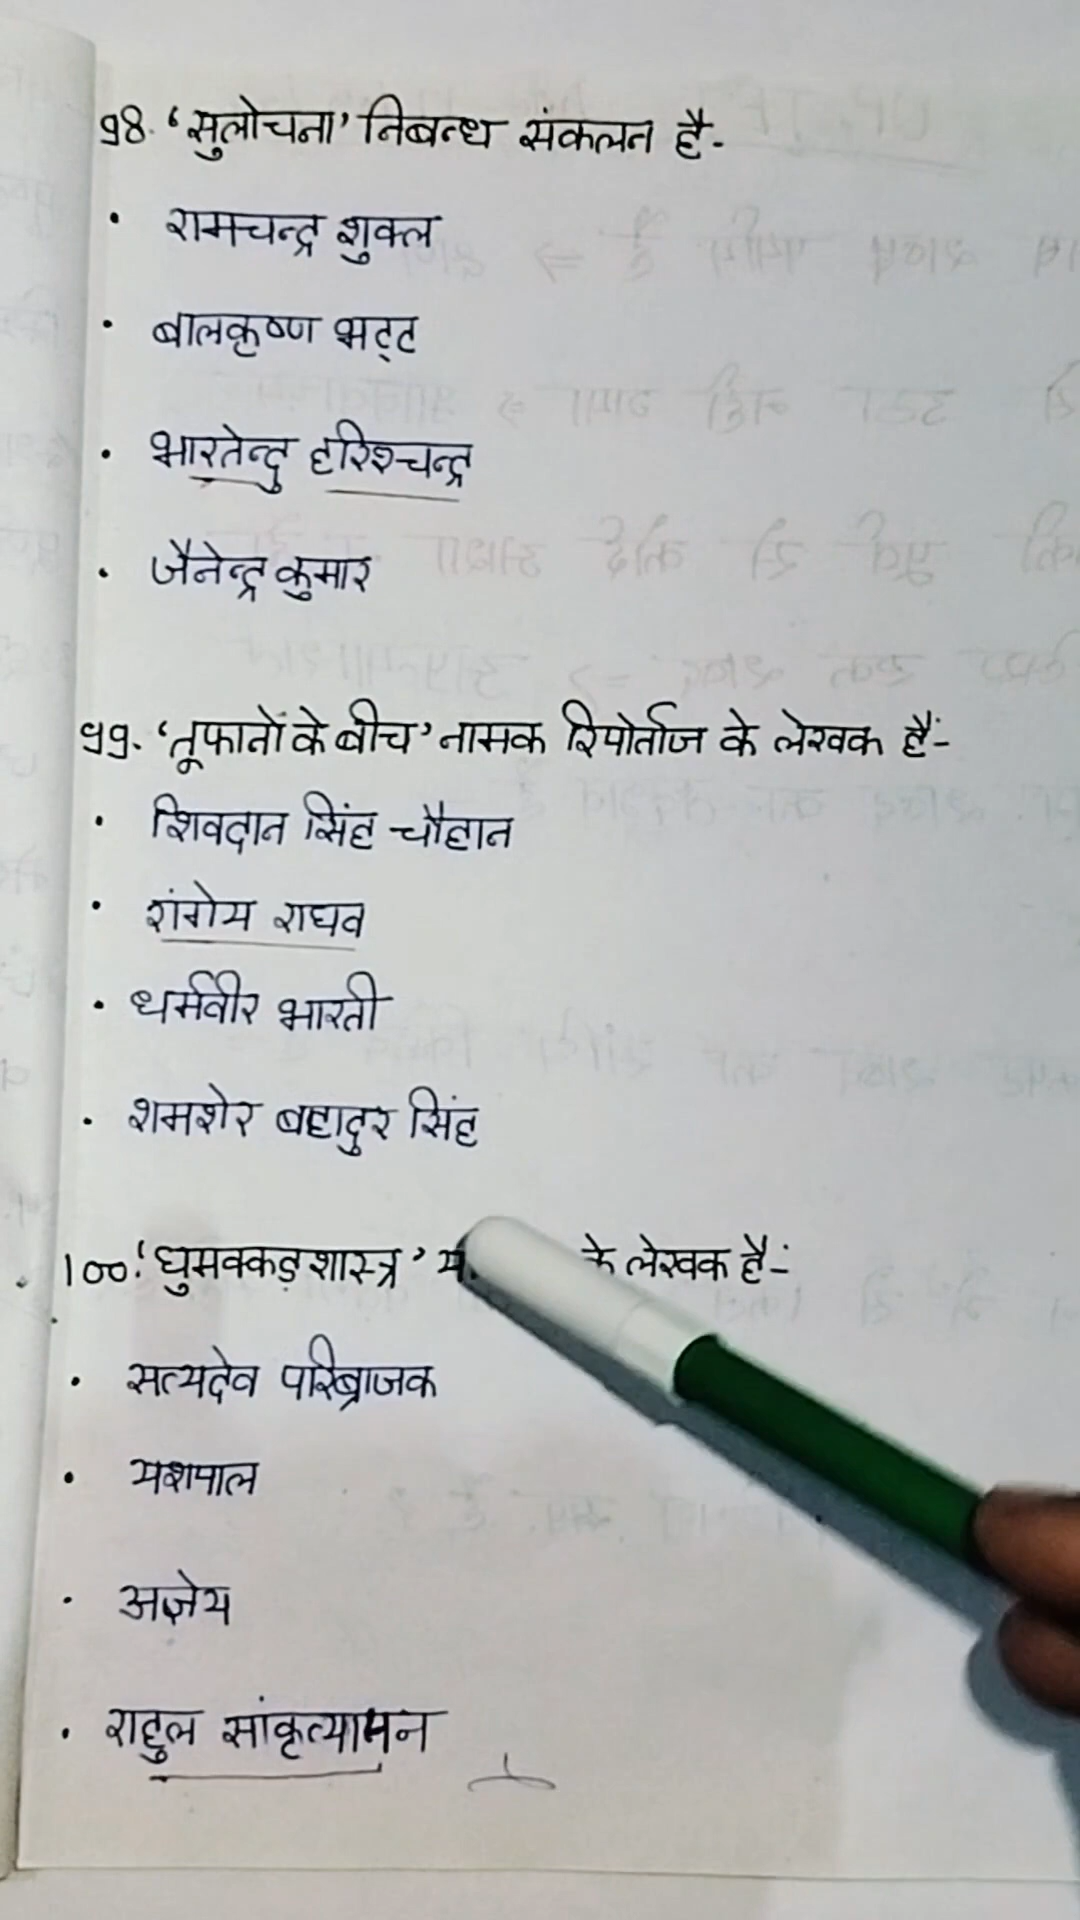 98. 'सुलोचना' निबन्ध संकलन है-
• रामचन्द्र शुक्ल
• बालकृष्ण भट्ट
• भारतेन्दु हरिश्चन्द्र
• जैनेन्द्र कुमार
99. 'तूफानों के बीच' नामक रिपोर्ताज के लेखक हैं-
• शिवदान सिंह चौहान
• रांगेय राघव
• धर्मवीर भारती
• शमशेर बहादुर सिंह
100. 'घुमक्कड़ शास्त्र' के लेखक हैं-
• सत्यदेव परिब्राजक
• यशपाल
• अज्ञेय
• राहुल सांकृत्यायन